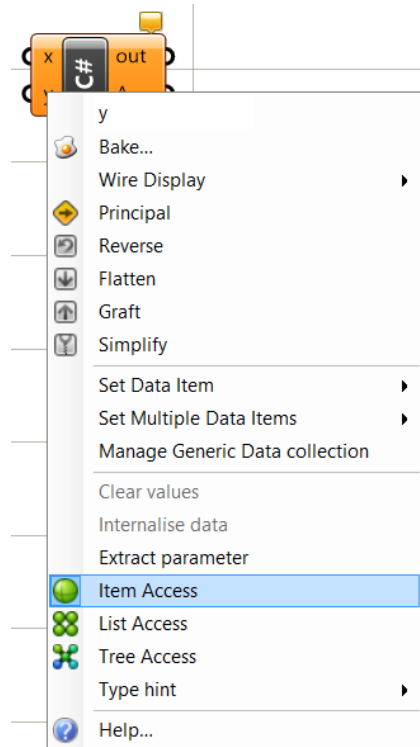 x out
C#
y A
y
Bake...
Wire Display
Principal
Reverse
Flatten
Graft
Simplify
Set Data Item
Set Multiple Data Items
Manage Generic Data collection
Clear values
Internalise data
Extract parameter
Item Access
List Access
Tree Access
Type hint
Help...